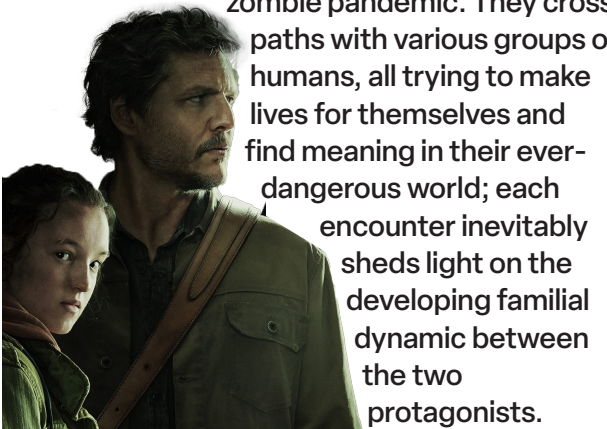 zombie pandemic. They cross
paths with various groups o
humans, all trying to make
lives for themselves and
find meaning in their ever-
dangerous world; each
encounter inevitably
sheds light on the
developing familial
dynamic between
the two
protagonists.